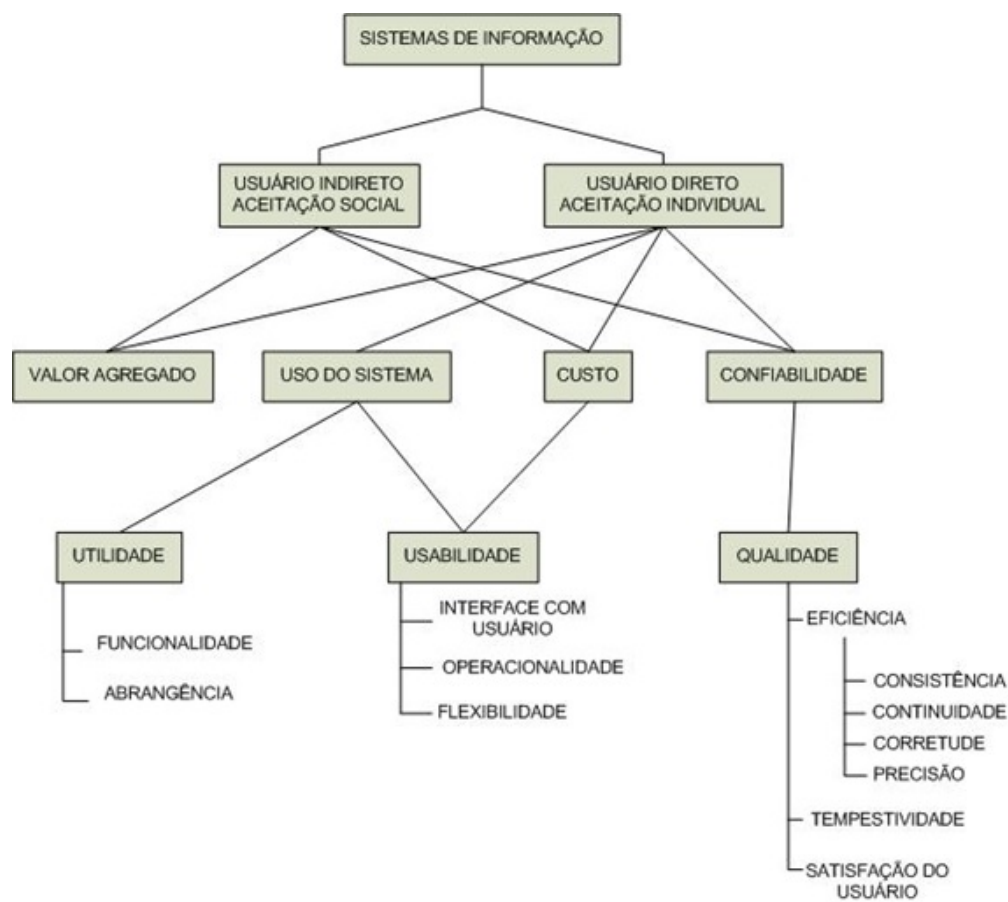 SISTEMAS DE INFORMAÇÃO
USUÁRIO INDIRETO
ACEITAÇÃO SOCIAL
USUÁRIO DIRETO
ACEITAÇÃO INDIVIDUAL
VALOR AGREGADO
USO DO SISTEMA
CUSTO
CONFIABILIDADE
UTILIDADE
FUNCIONALIDADE
ABRANGÊNCIA
USABILIDADE
INTERFACE COM
USUÁRIO
OPERACIONALIDADE
FLEXIBILIDADE
QUALIDADE
EFICIÊNCIA
CONSISTÊNCIA
CONTINUIDADE
CORRETUDE
PRECISÃO
TEMPESTIVIDADE
SATISFAÇÃO DO
USUÁRIO